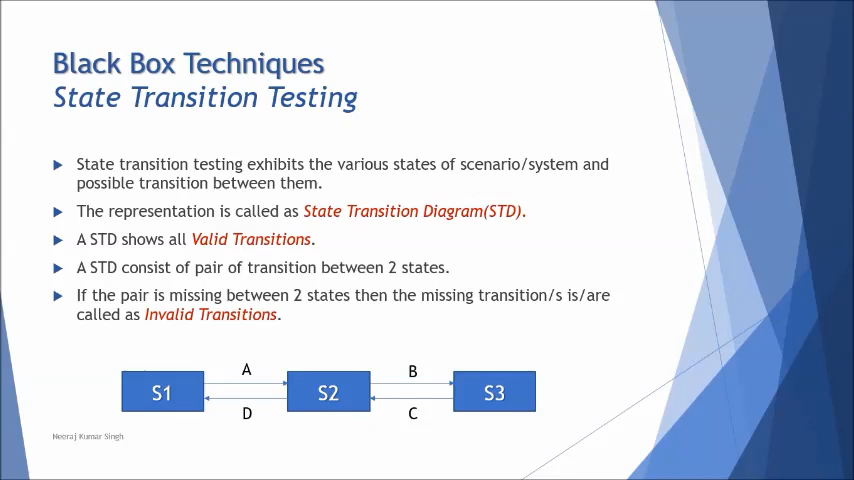 Black Box Techniques
State Transition Testing
State transition testing exhibits the various states of scenario/system and
possible transition between them.
The representation is called as State Transition Diagram(STD).
A STD shows all Valid Transitions.
A STD consist of pair of transition between 2 states.
If the pair is missing between 2 states then the missing transition/s is/are
called as Invalid Transitions.
A
B
S1
S2
S3
D
C
Neeraj Kumar Singh